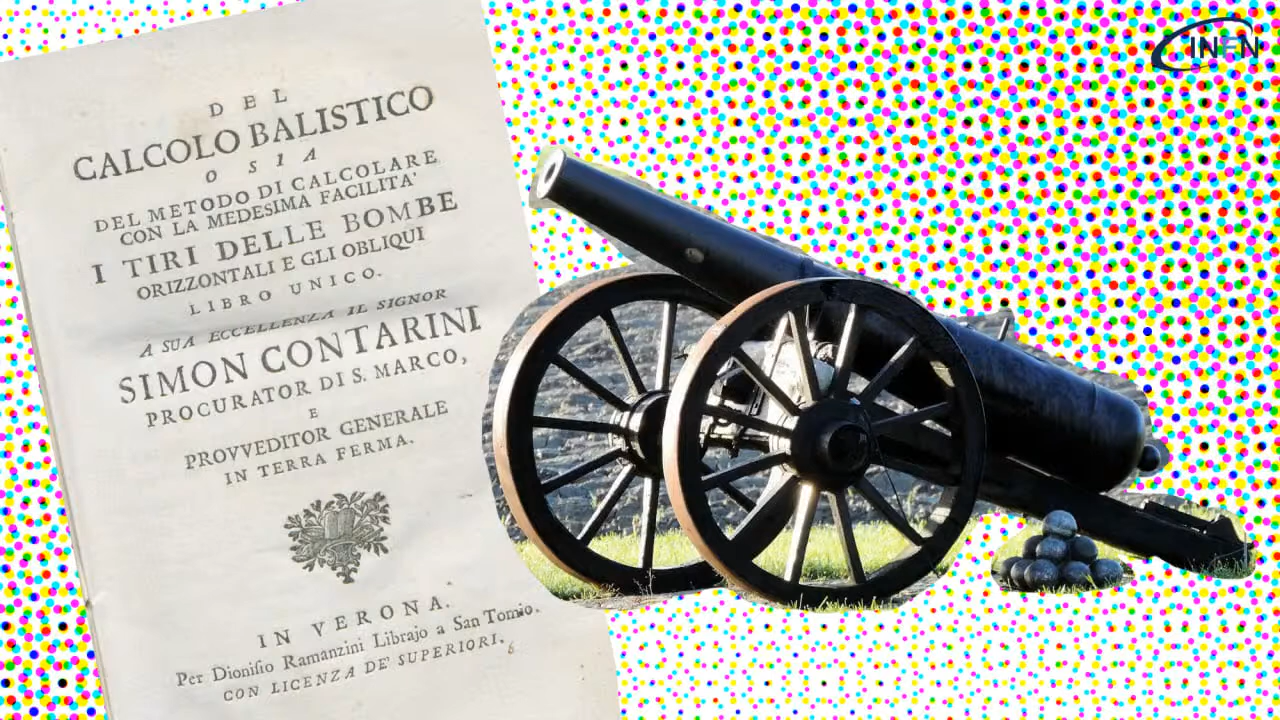 DEL
CALCOLO BALISTICO
O SIA
DEL METODO DI CALCOLARE
CON LA MEDESIMA FACILITA'
I TIRI DELLE BOMBE
ORIZZONTALI E GLI OBLIQUI
LIBRO UNICO.
A SUA ECCELLENZA IL SIGNOR
SIMON CONTARINI
PROCURATOR DI S. MARCO,
E
PROVVEDITOR GENERALE
IN TERRA FERMA.
IN VERONA.
Per Dionisio Ramanzini Librajo a San Tomio.
CON LICENZA DE' SUPERIORI.
INFN